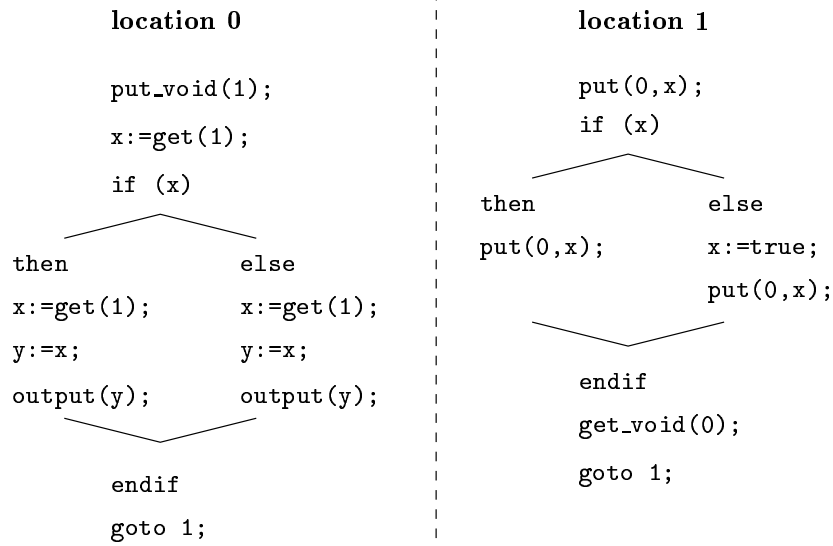 location 0
put_void(1);
x:=get(1);
if (x)
then
x:=get(1);
y:=x;
output(y);
else
x:=get(1);
y:=x;
output(y);
endif
goto 1;
location 1
put(0,x);
if (x)
then
put(0,x);
else
x:=true;
put(0,x);
endif
get_void(0);
goto 1;